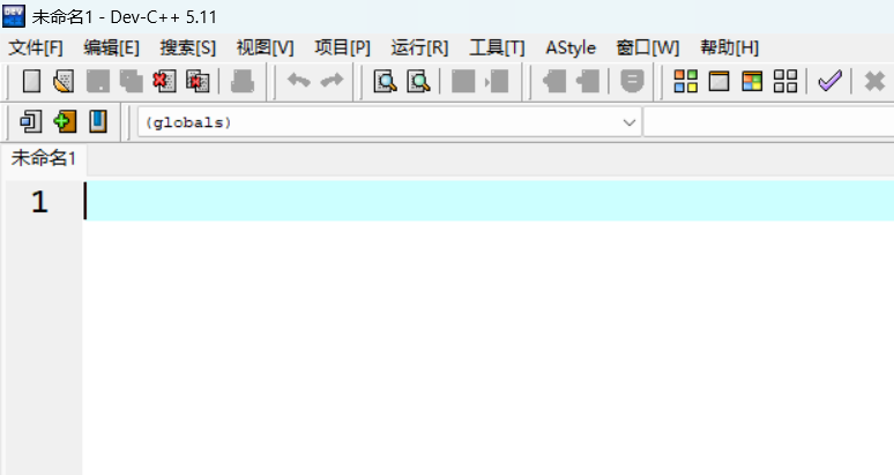 未命名1 - Dev-C++ 5.11
文件[F] 编辑[E] 搜索[S] 视图[V] 项目[P] 运行[R] 工具[T] AStyle 窗口[W] 帮助[H]
(globals)
未命名1
1